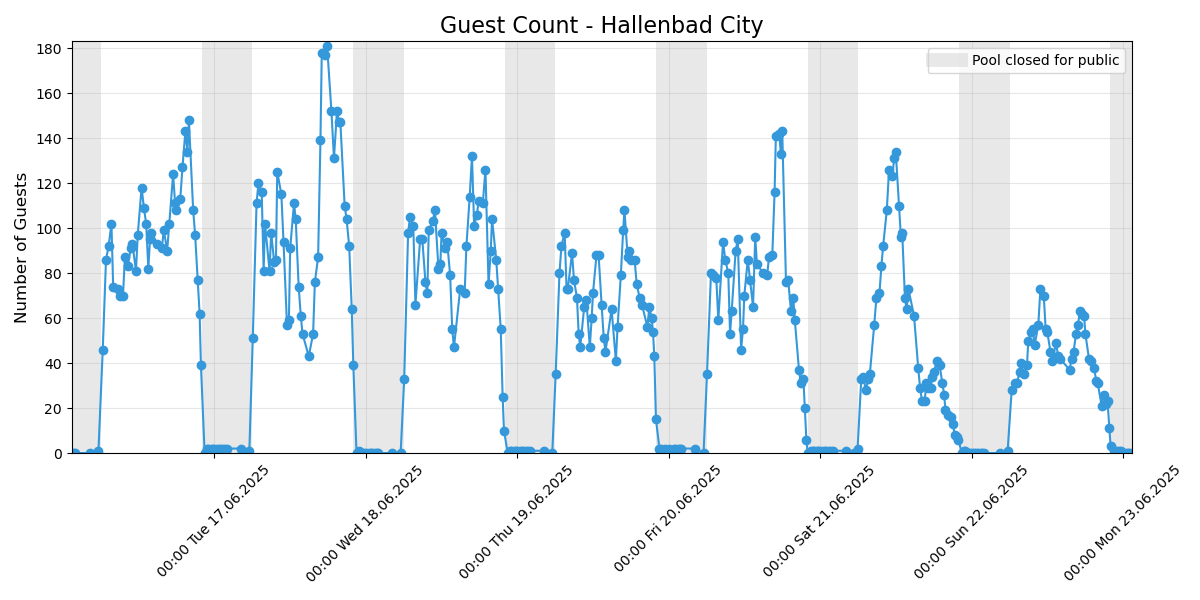 Guest Count - Hallenbad City
Pool closed for public
Number of Guests
180
160
140
120
100
80
60
40
20
0
00:00 Tue 17.06.2025
00:00 Wed 18.06.2025
00:00 Thu 19.06.2025
00:00 Fri 20.06.2025
00:00 Sat 21.06.2025
00:00 Sun 22.06.2025
00:00 Mon 23.06.2025